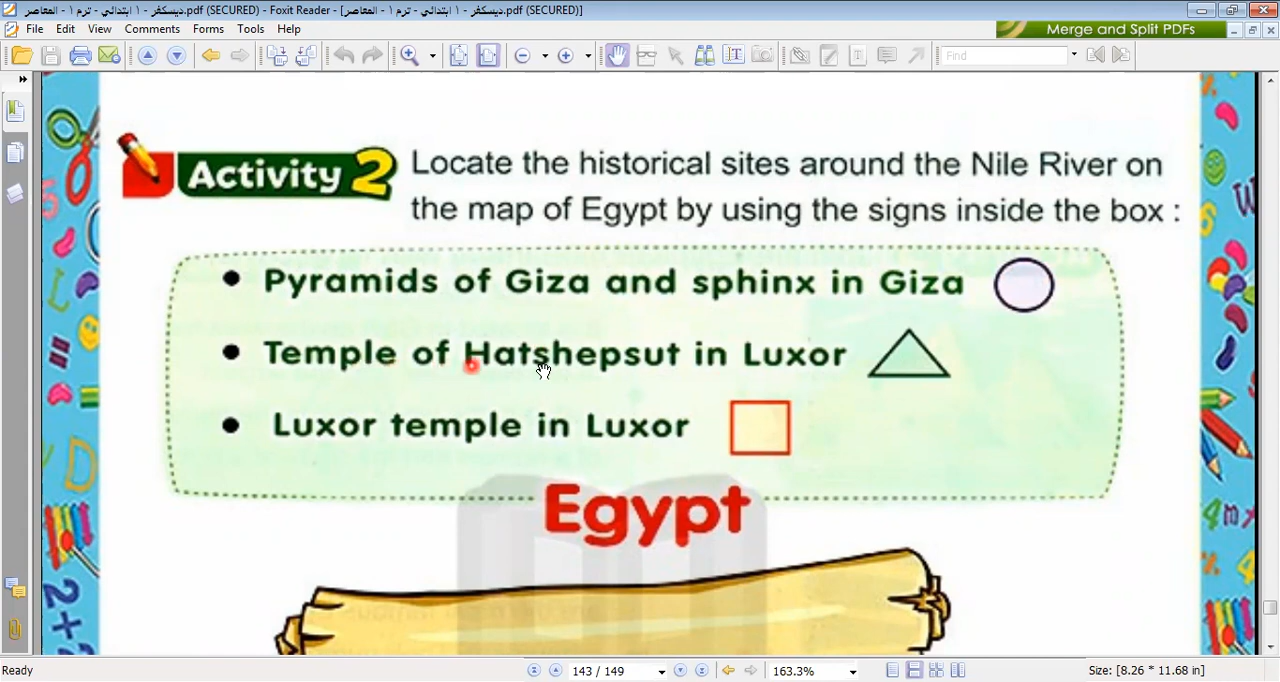 ديسكفر - ١ ابتدائي - ترم ١ - المعاصر.pdf (SECURED) - Foxit Reader - [ديسكفر - ١ ابتدائي - ترم ١ - المعاصر.pdf (SECURED)]
File Edit View Comments Forms Tools Help
Merge and Split PDFs
Find
Activity 2
Locate the historical sites around the Nile River on
the map of Egypt by using the signs inside the box :
• Pyramids of Giza and sphinx in Giza
• Temple of Hatshepsut in Luxor
• Luxor temple in Luxor
Egypt
Ready
143 / 149
163.3%
Size: [8.26 * 11.68 in]